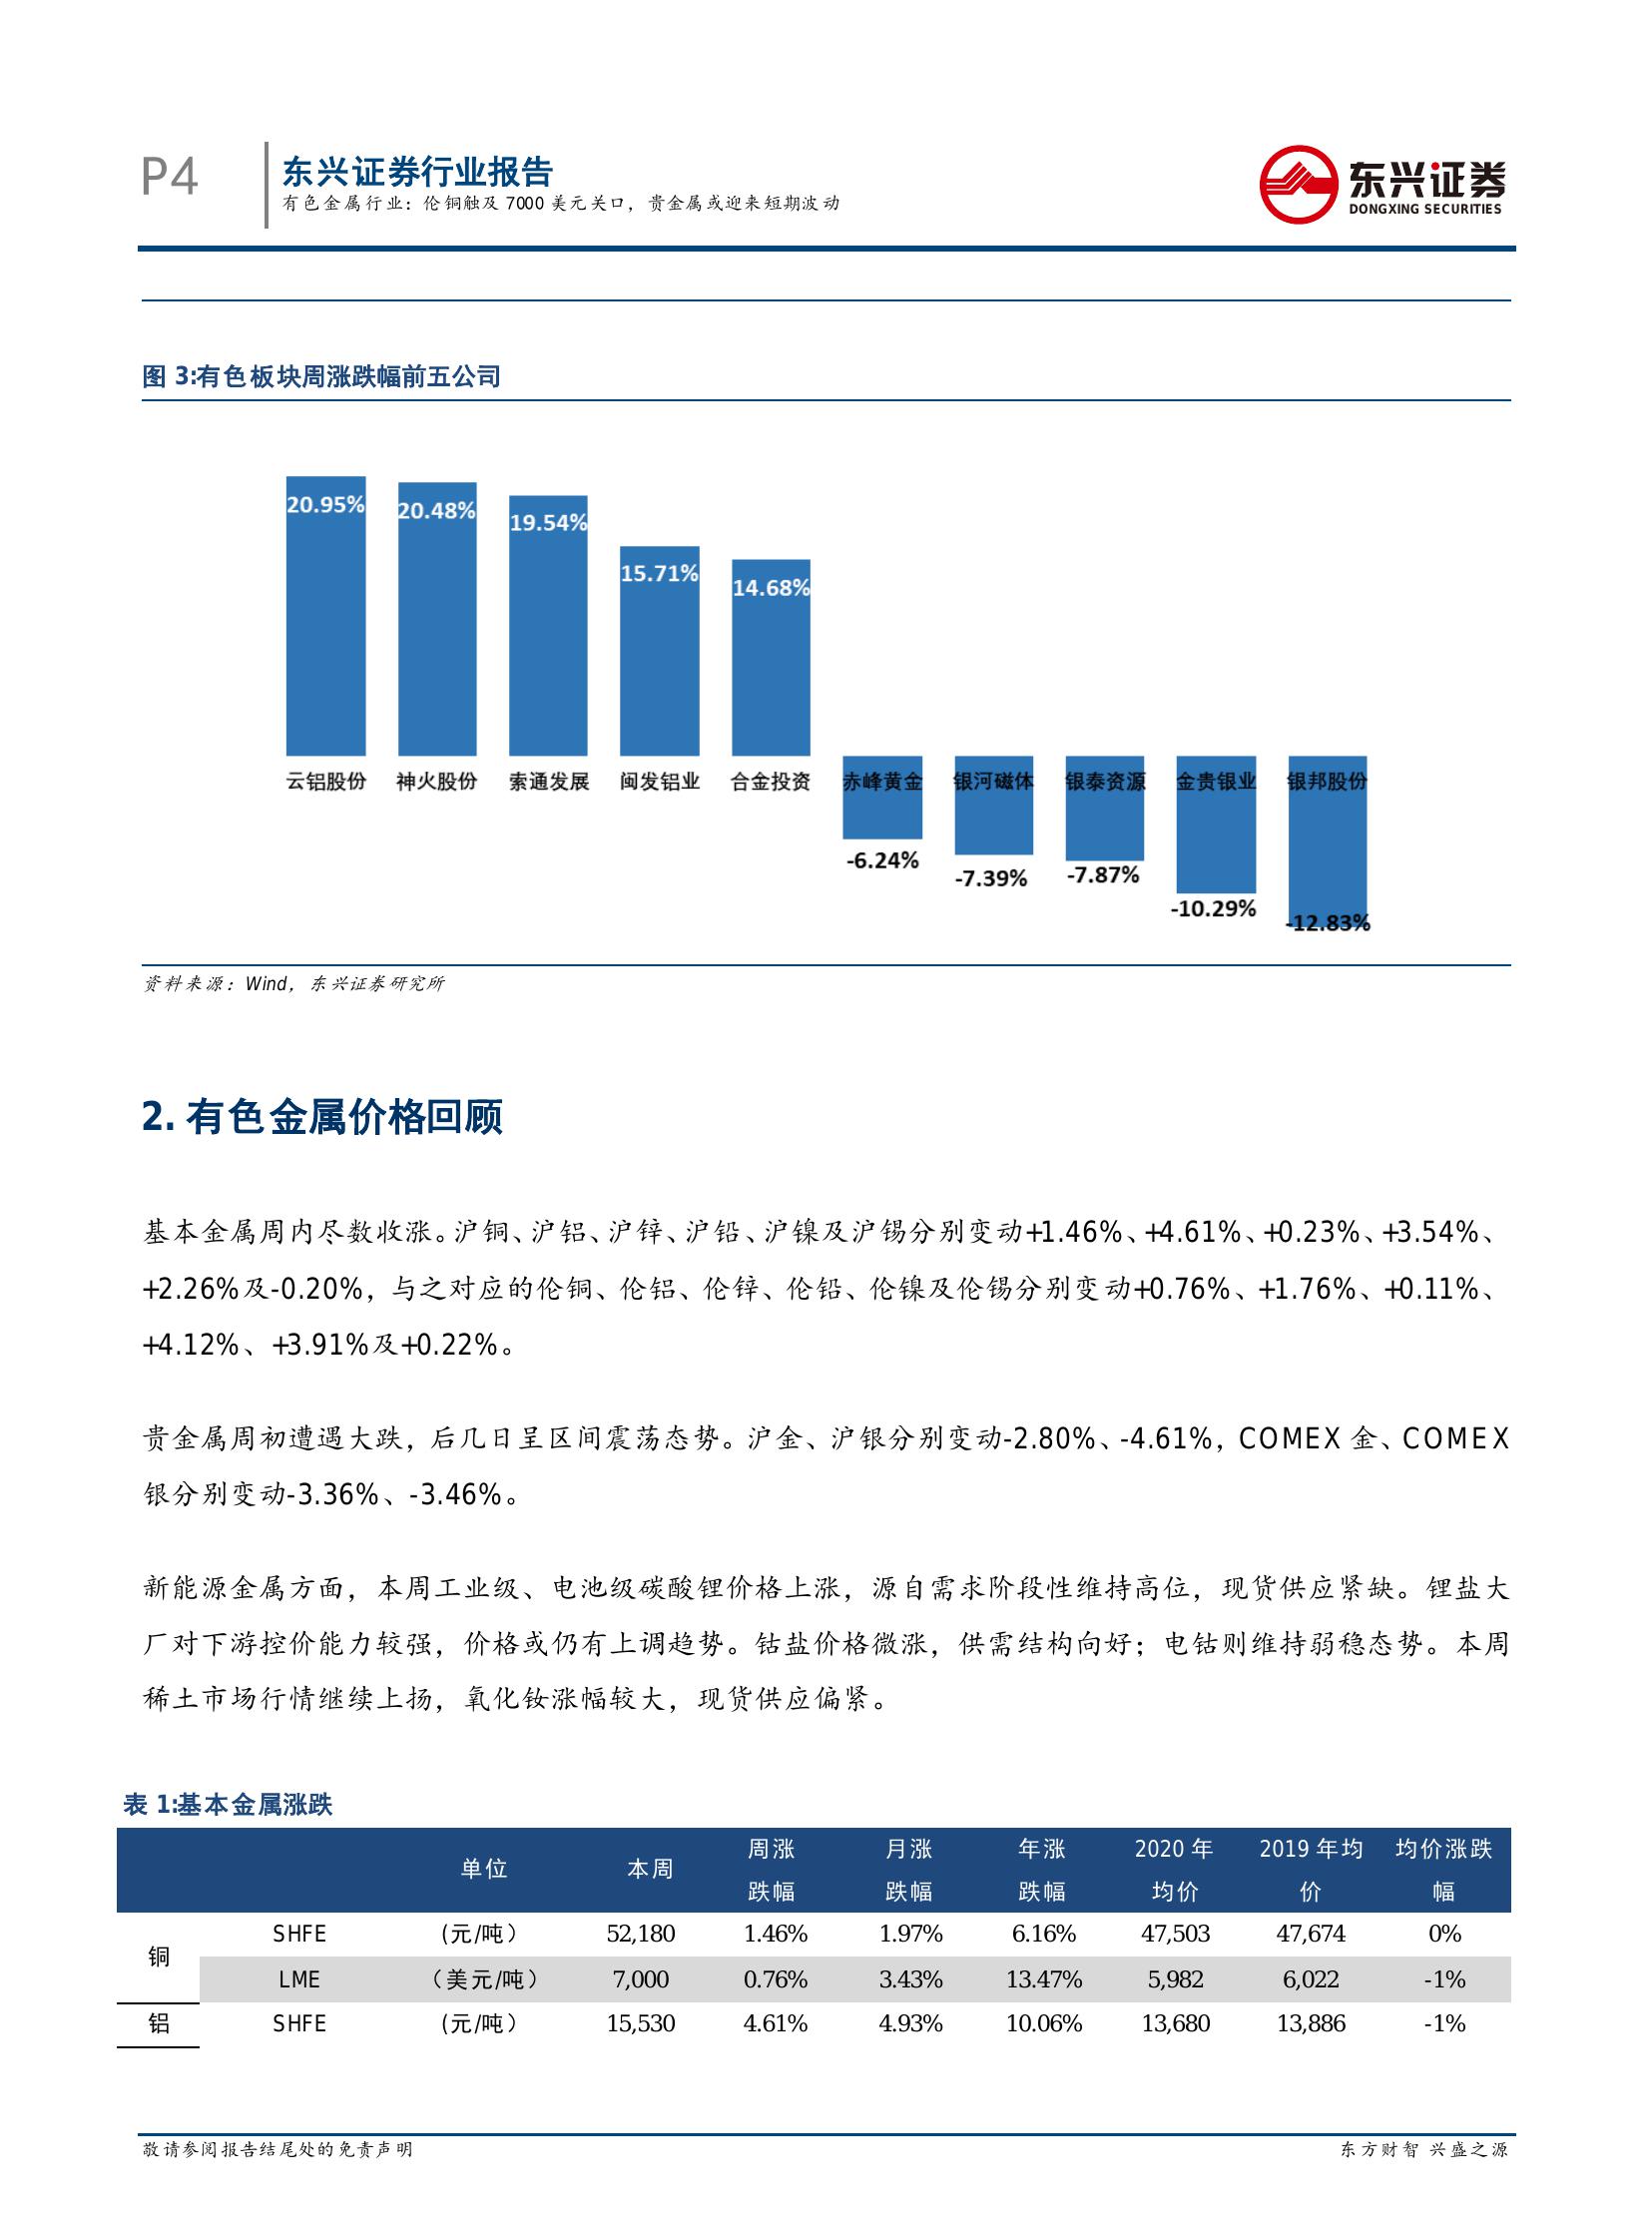 P4
东兴证券行业报告
有色金属行业：伦铜触及 7000 美元关口，贵金属或迎来短期波动
东兴证券
DONGXING SECURITIES
图 3:有色板块周涨跌幅前五公司
20.95% 20.48% 19.54% 15.71% 14.68%
云铝股份 神火股份 索通发展 闽发铝业 合金投资 赤峰黄金 银河磁体 银泰资源 金贵银业 银邦股份
-6.24% -7.39% -7.87% -10.29% -12.83%
资料来源：Wind，东兴证券研究所
2. 有色金属价格回顾
基本金属周内尽数收涨。沪铜、沪铝、沪锌、沪铅、沪镍及沪锡分别变动+1.46%、+4.61%、+0.23%、+3.54%、
+2.26%及-0.20%，与之对应的伦铜、伦铝、伦锌、伦铅、伦镍及伦锡分别变动+0.76%、+1.76%、+0.11%、
+4.12%、+3.91%及+0.22%。
贵金属周初遭遇大跌，后几日呈区间震荡态势。沪金、沪银分别变动-2.80%、-4.61%，COMEX 金、COMEX
银分别变动-3.36%、-3.46%。
新能源金属方面，本周工业级、电池级碳酸锂价格上涨，源自需求阶段性维持高位，现货供应紧缺。锂盐大
厂对下游控价能力较强，价格或仍有上调趋势。钴盐价格微涨，供需结构向好；电钴则维持弱稳态势。本周
稀土市场行情继续上扬，氧化钕涨幅较大，现货供应偏紧。
表 1:基本金属涨跌
单位 本周 周涨跌幅 月涨跌幅 年涨跌幅 2020 年均价 2019 年均价 均价涨跌幅
铜 SHFE (元/吨） 52,180 1.46% 1.97% 6.16% 47,503 47,674 0%
LME （美元/吨） 7,000 0.76% 3.43% 13.47% 5,982 6,022 -1%
铝 SHFE (元/吨） 15,530 4.61% 4.93% 10.06% 13,680 13,886 -1%
敬请参阅报告结尾处的免责声明
东方财智 兴盛之源